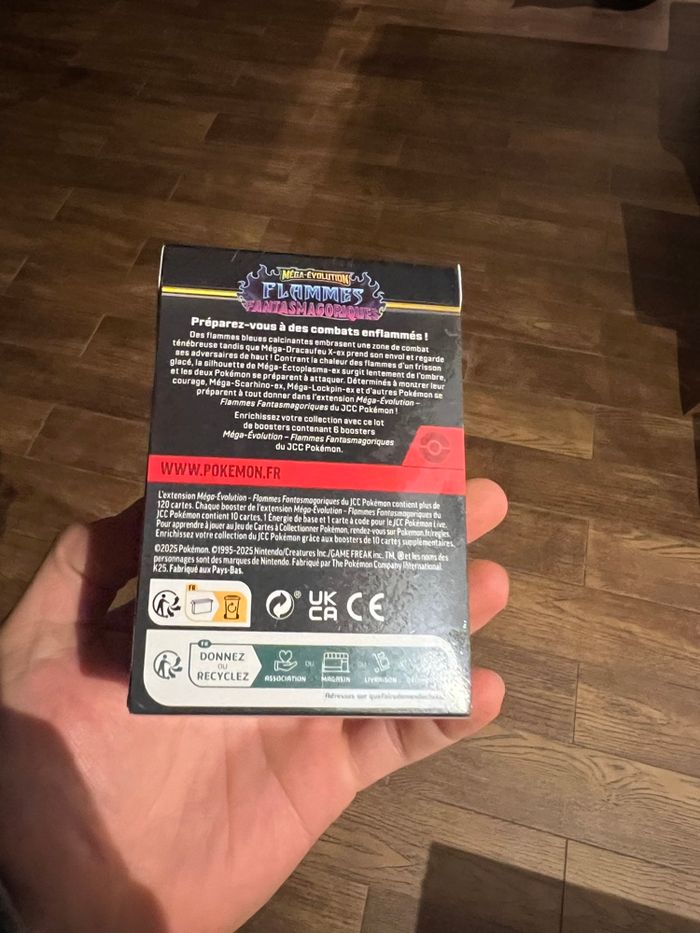 MÉGA-ÉVOLUTION
FLAMMES
FANTASMAGORIQUES
Préparez-vous à des combats enflammés !
Des flammes bleues calcinantes embrasent une zone de combat
ténébreuse tandis que Méga-Dracaufeu X-ex prend son envol et regarde
ses adversaires de haut ! Contrant la chaleur des flammes d'un frisson
glacé, la silhouette de Méga-Ectoplasma-ex surgit lentement de l'ombre,
et les deux Pokémon se préparent à attaquer. Déterminés à montrer leur
courage, Méga-Scarhino-ex, Méga-Lockpin-ex et d'autres Pokémon se
préparent à tout donner dans l'extension Méga-Évolution –
Flammes Fantasmagoriques du JCC Pokémon !
Enrichissez votre collection avec ce lot
de boosters contenant 6 boosters
Méga-Évolution – Flammes Fantasmagoriques
du JCC Pokémon.
WWW.POKEMON.FR
L'extension Méga-Évolution - Flammes Fantasmagoriques du JCC Pokémon contient plus de
120 cartes. Chaque booster de l'extension Méga-Évolution - Flammes Fantasmagoriques du
JCC Pokémon contient 10 cartes, 1 Énergie de base et 1 carte à code pour le JCC Pokémon Live.
Pour apprendre à jouer au Jeu de Cartes à Collectionner Pokémon, rendez-vous sur Pokemon.fr/regles.
Enrichissez votre collection du JCC Pokémon grâce aux boosters de 10 cartes supplémentaires.
©2025 Pokémon. ©1995-2025 Nintendo/Creatures Inc./GAME FREAK inc. TM, ® et les noms des
personnages sont des marques de Nintendo. Fabriqué par The Pokémon Company International.
K25. Fabriqué aux Pays-Bas.
FR
® UK CA CE
FR
DONNEZ
OU
RECYCLEZ
ASSOCIATION OU MAGASIN OU LIVRAISON
Adresses sur quefairedemesdechets